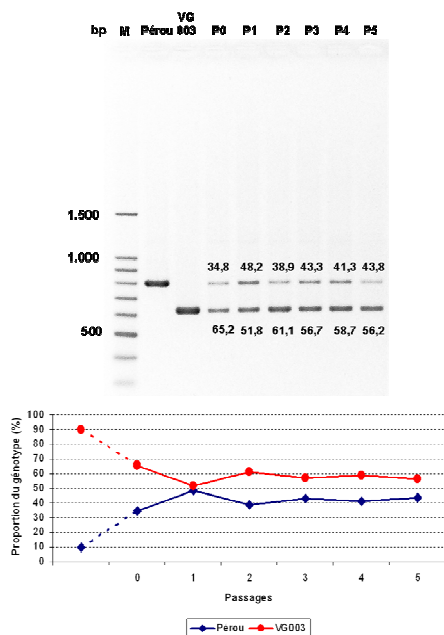 VG
bp M Pérou 803 P0 P1 P2 P3 P4 P5
1.500
1.000
34,8 48,2 38,9 43,3 41,3 43,8
500
65,2 51,8 61,1 56,7 58,7 56,2
Proportion du génotype (%)
100
90
80
70
60
50
40
30
20
10
0
0 1 2 3 4 5
Passages
Pérou VG003